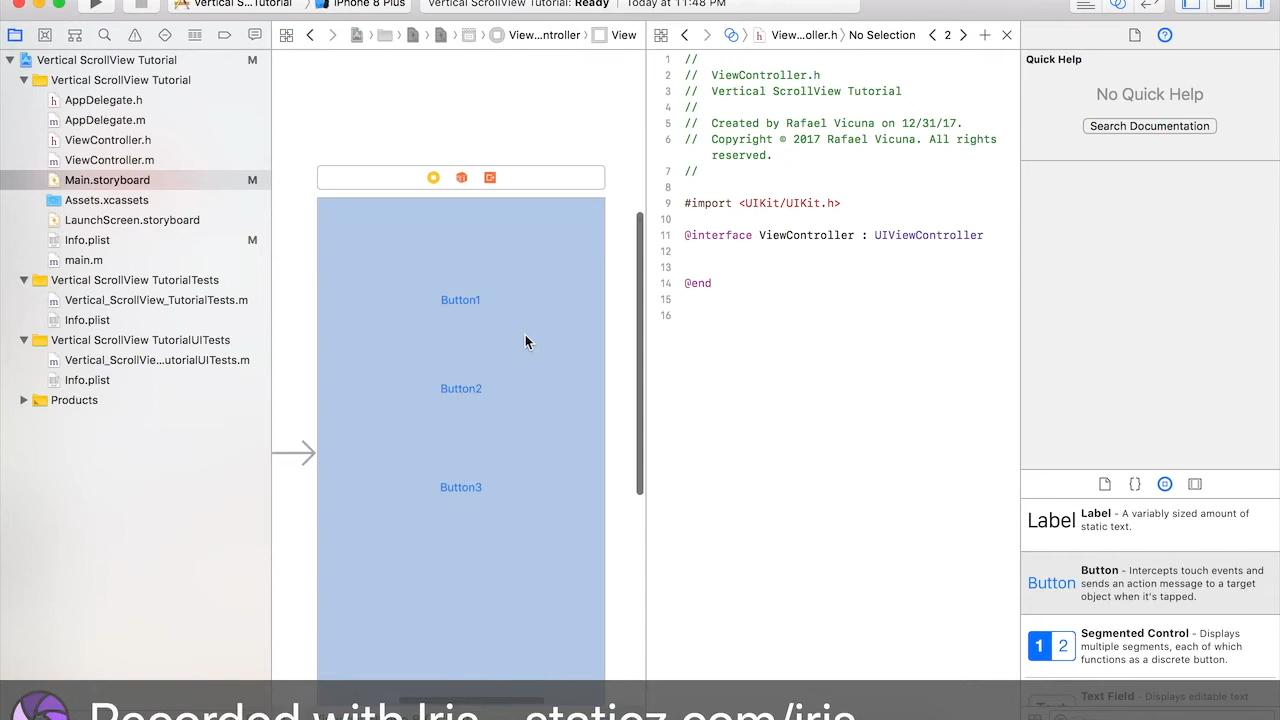 Vertical S...Tutorial
iPhone 8 Plus
Vertical ScrollView Tutorial: Ready
Today at 11:48 PM
View...ntroller
View
View...oller.h
No Selection
2
Vertical ScrollView Tutorial M
Vertical ScrollView Tutorial
AppDelegate.h
AppDelegate.m
ViewController.h
ViewController.m
Main.storyboard M
Assets.xcassets
LaunchScreen.storyboard
Info.plist M
main.m
Vertical ScrollView TutorialTests
Vertical_ScrollView_TutorialTests.m
Info.plist
Vertical ScrollView TutorialUITests
Vertical_ScrollVie...utorialUITests.m
Info.plist
Products
Button1
Button2
Button3
1 //
2 // ViewController.h
3 // Vertical ScrollView Tutorial
4 //
5 // Created by Rafael Vicuna on 12/31/17.
6 // Copyright © 2017 Rafael Vicuna. All rights
reserved.
7 //
8
9 #import <UIKit/UIKit.h>
10
11 @interface ViewController : UIViewController
12
13
14 @end
15
16
Quick Help
No Quick Help
Search Documentation
Label
Label - A variably sized amount of
static text.
Button
Button - Intercepts touch events and
sends an action message to a target
object when it's tapped.
1 2
Segmented Control - Displays
multiple segments, each of which
functions as a discrete button.
Text Field - Displays editable text
Recorded with Iris - staticz.com/iris